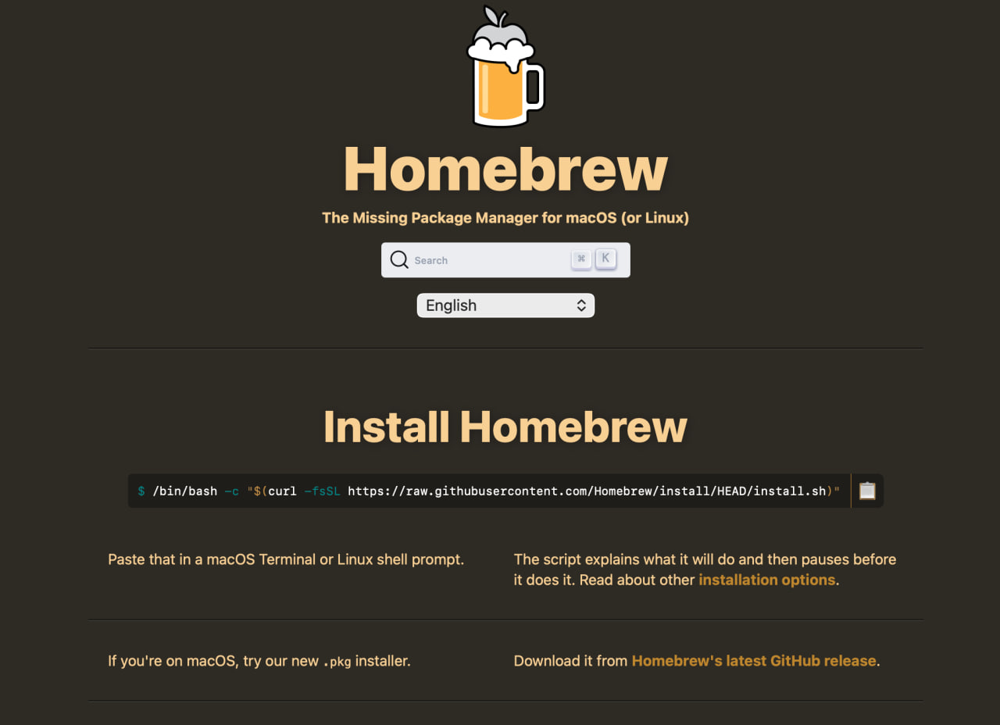 Homebrew
The Missing Package Manager for macOS (or Linux)
Search ⌘ K
English
Install Homebrew
$ /bin/bash -c "$(curl -fsSL https://raw.githubusercontent.com/Homebrew/install/HEAD/install.sh)"
Paste that in a macOS Terminal or Linux shell prompt.
The script explains what it will do and then pauses before
it does it. Read about other installation options.
If you're on macOS, try our new .pkg installer.
Download it from Homebrew's latest GitHub release.